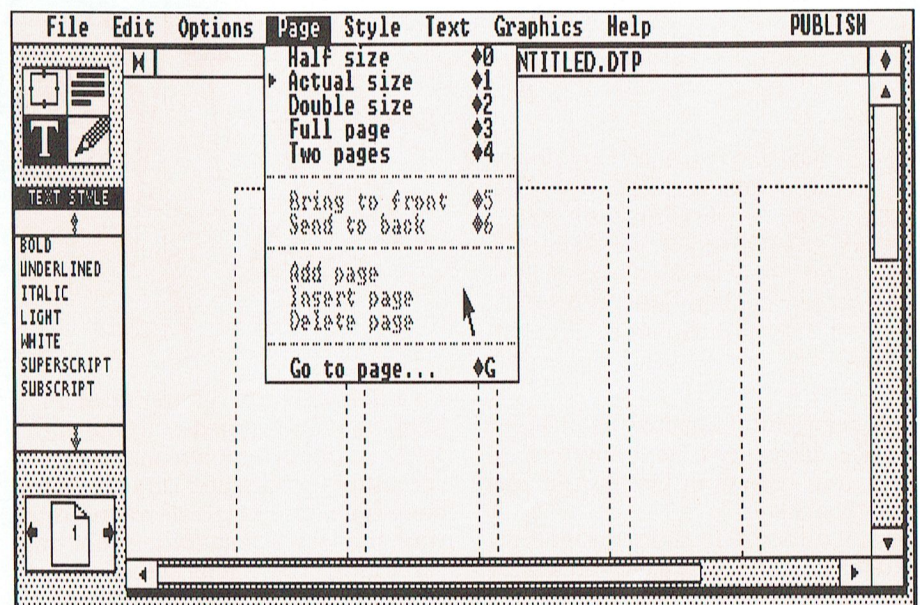 File Edit Options Page Style Text Graphics Help PUBLISH
NTITLED.DTP
Half size ♦0
Actual size ♦1
Double size ♦2
Full page ♦3
Two pages ♦4
Bring to front ♦5
Send to back ♦6
Add page
Insert page
Delete page
Go to page... ♦G
T
TEXT STYLE
BOLD
UNDERLINED
ITALIC
LIGHT
WHITE
SUPERSCRIPT
SUBSCRIPT
1